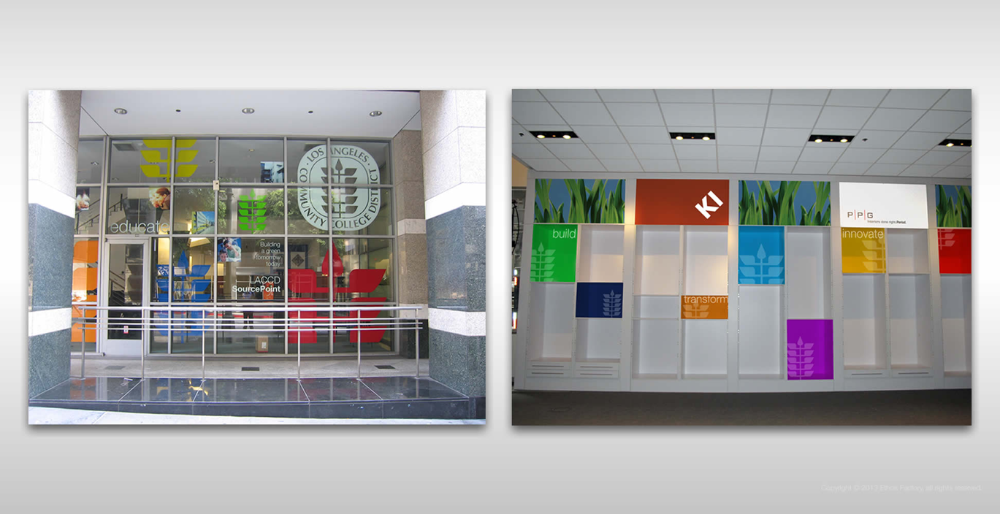 LOS ANGELES
COMMUNITY COLLEGE DISTRICT
educate
Building
a green
tomorrow
today
LACCD
SourcePoint
KI
P|P|G
Interiors done right.Period.
build
innovate
transform
Copyright © 2013 Ethos Factory all rights reserved.